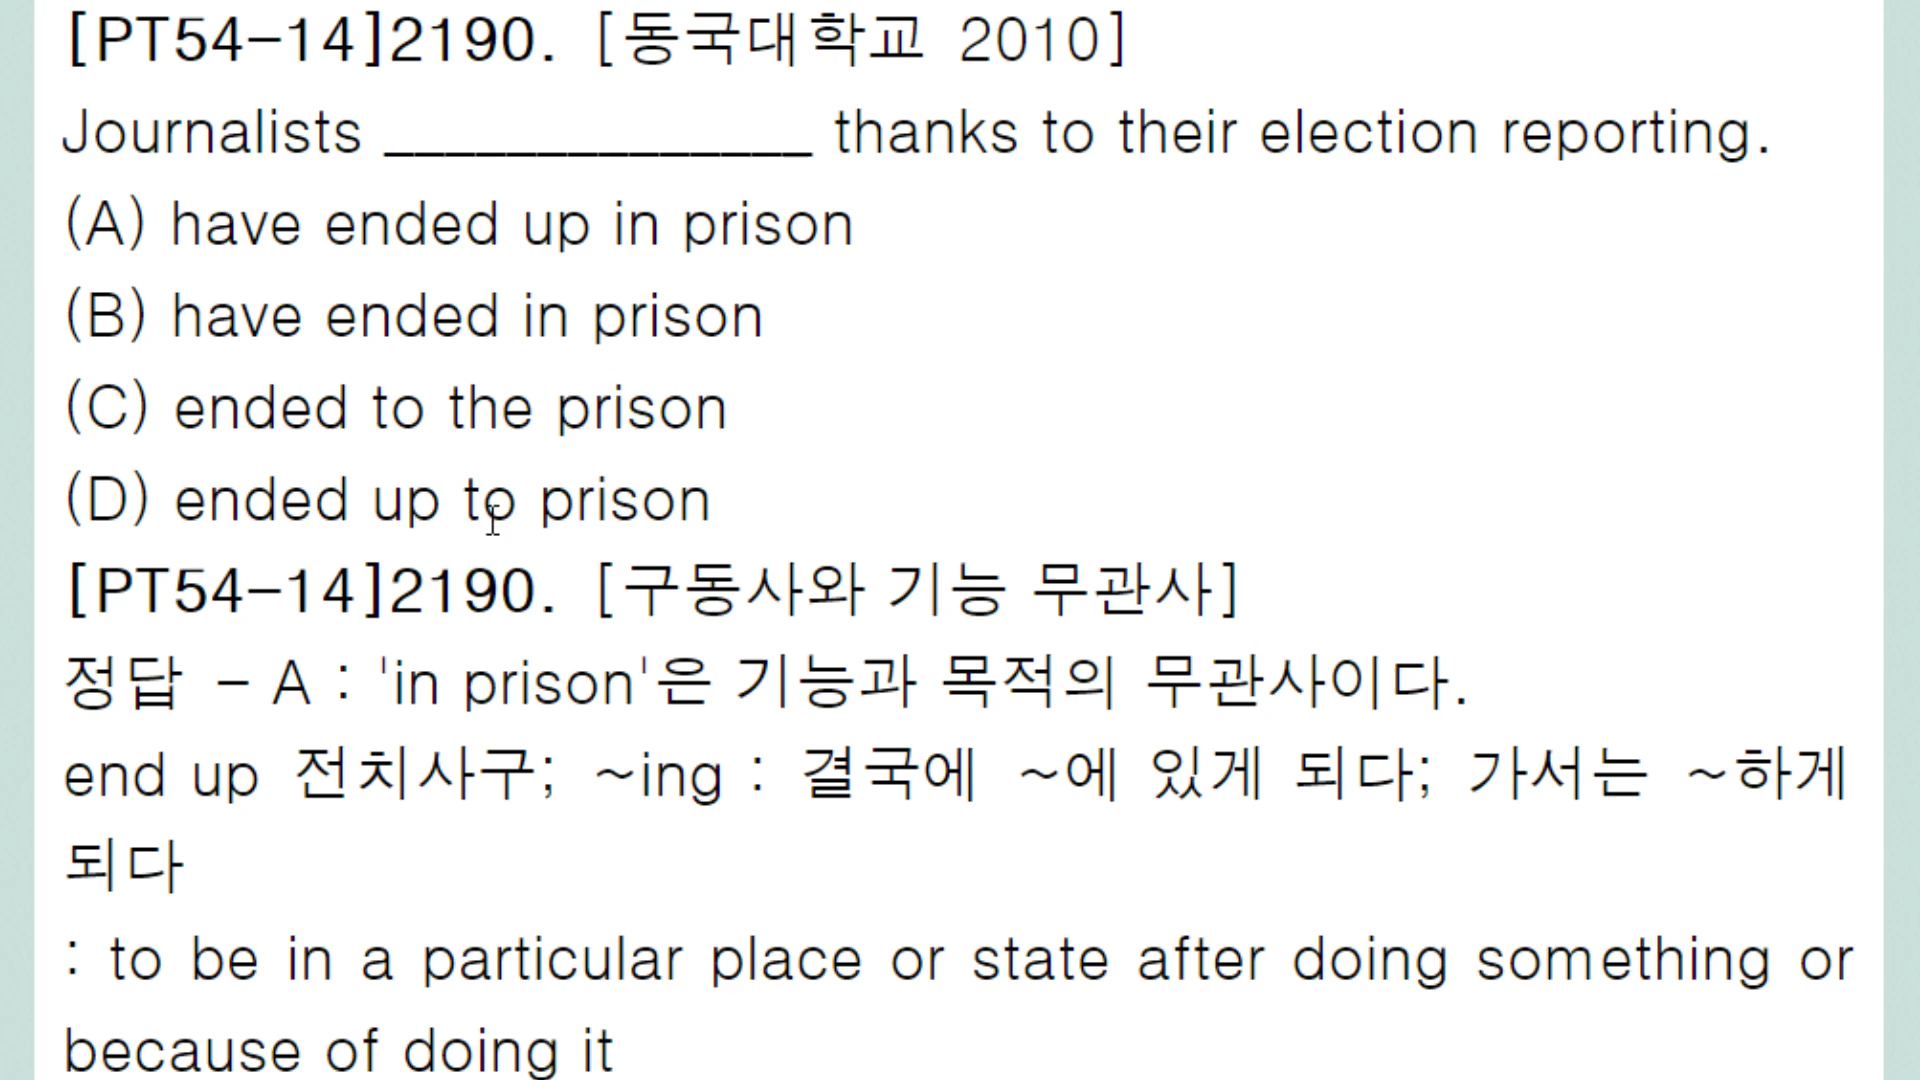 [PT54-14]2190. [동국대학교 2010]
Journalists ______________ thanks to their election reporting.
(A) have ended up in prison
(B) have ended in prison
(C) ended to the prison
(D) ended up to prison
[PT54-14]2190. [구동사와 기능 무관사]
정답 - A : 'in prison'은 기능과 목적의 무관사이다.
end up 전치사구; ~ing : 결국에 ~에 있게 되다; 가서는 ~하게
되다
: to be in a particular place or state after doing something or
because of doing it